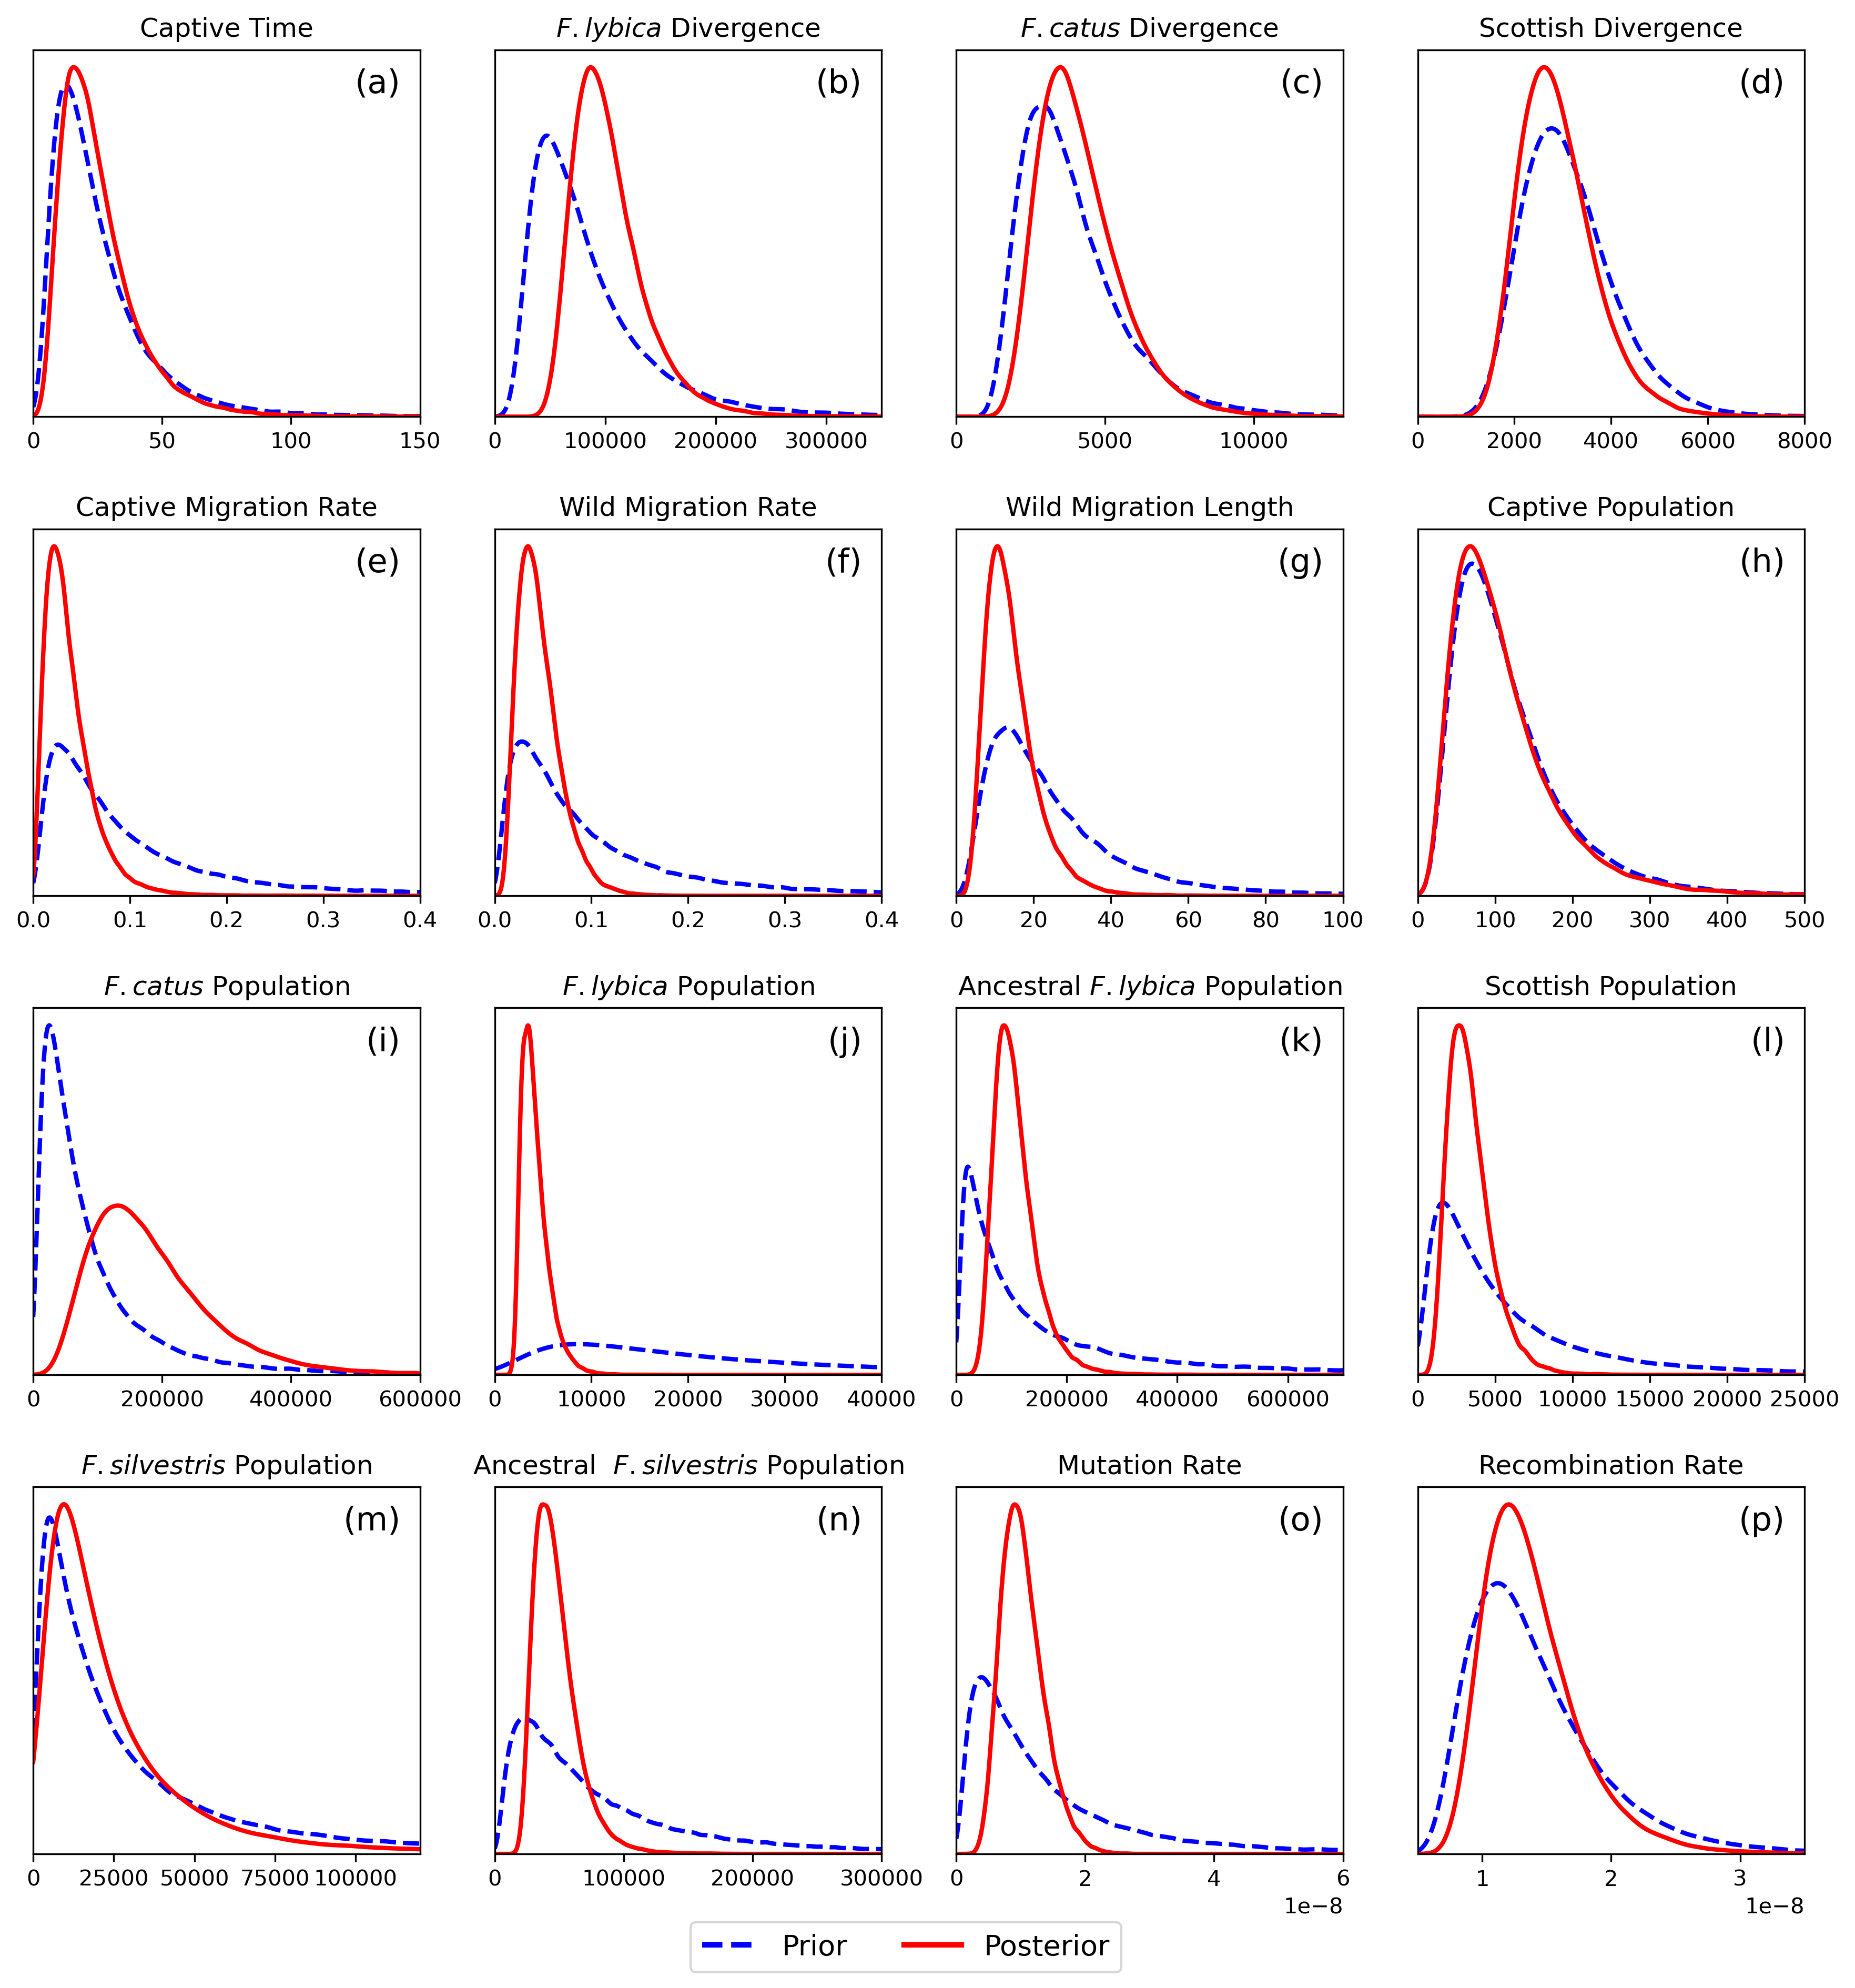 Captive Time
F. lybica Divergence
F. catus Divergence
Scottish Divergence
(a)
(b)
(c)
(d)
0 50 100 150
0 100000 200000 300000
0 5000 10000
0 2000 4000 6000 8000
Captive Migration Rate
Wild Migration Rate
Wild Migration Length
Captive Population
(e)
(f)
(g)
(h)
0.0 0.1 0.2 0.3 0.4
0.0 0.1 0.2 0.3 0.4
0 20 40 60 80 100
0 100 200 300 400 500
F. catus Population
F. lybica Population
Ancestral F. lybica Population
Scottish Population
(i)
(j)
(k)
(l)
0 200000 400000 600000
0 10000 20000 30000 40000
0 200000 400000 600000
0 5000 10000 15000 20000 25000
F. silvestris Population
Ancestral F. silvestris Population
Mutation Rate
Recombination Rate
(m)
(n)
(o)
(p)
0 25000 50000 75000 100000
0 100000 200000 300000
0 2 4 6
1e−8
1 2 3
1e−8
Prior
Posterior